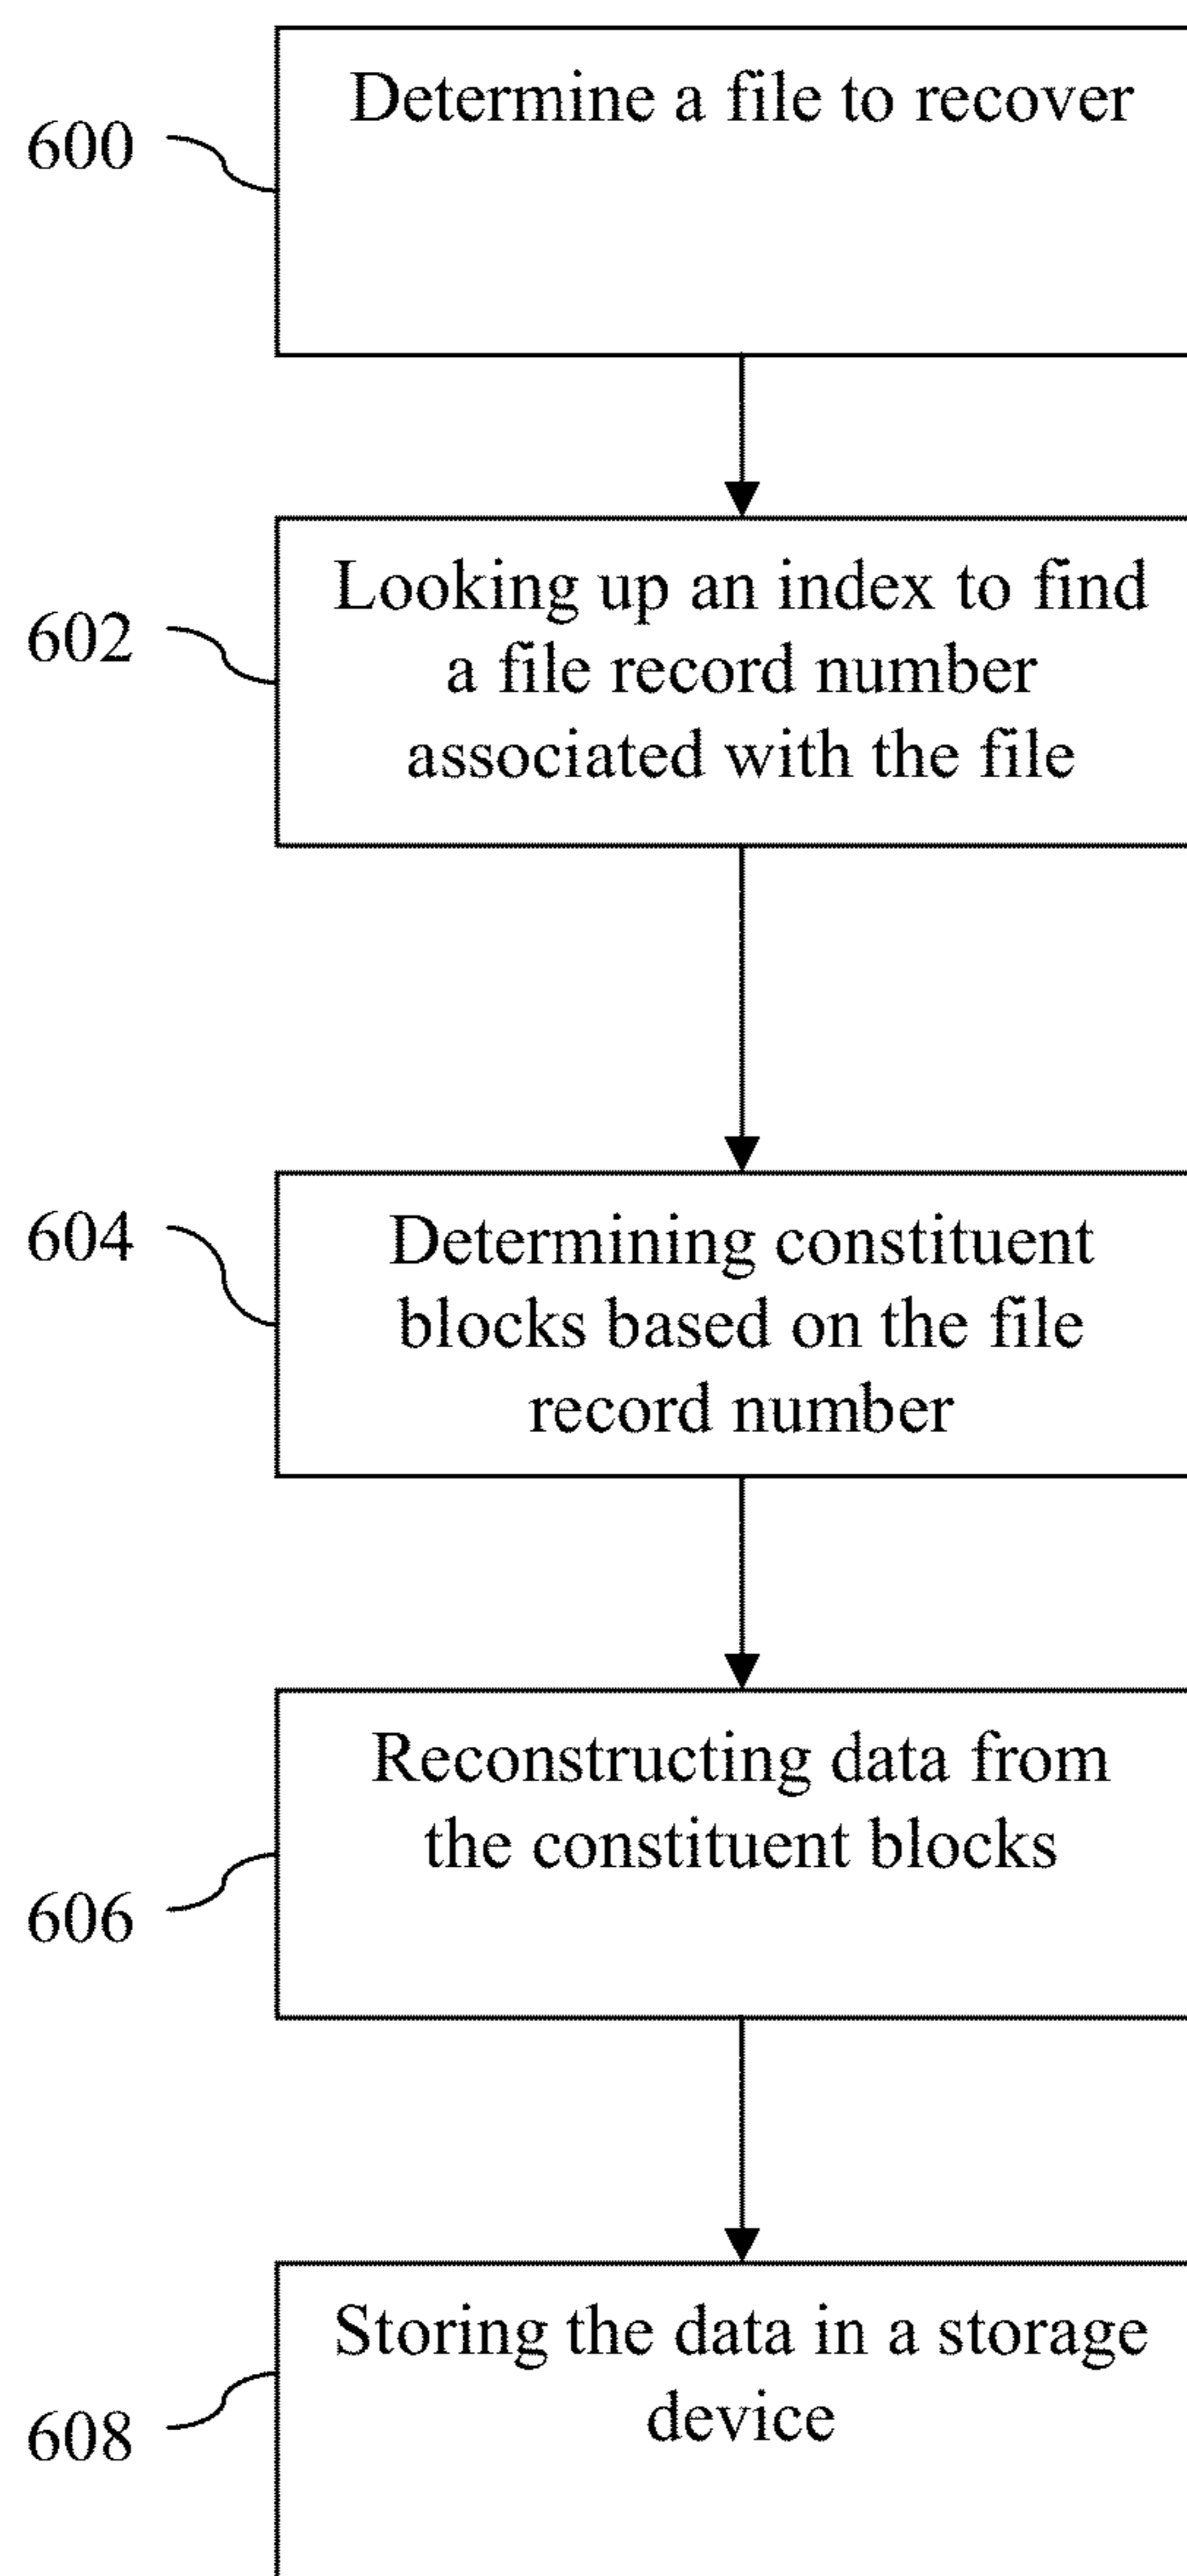 Determine a file to recover
600
Looking up an index to find
a file record number
associated with the file
602
Determining constituent
blocks based on the file
record number
604
Reconstructing data from
the constituent blocks
606
Storing the data in a storage
device
608